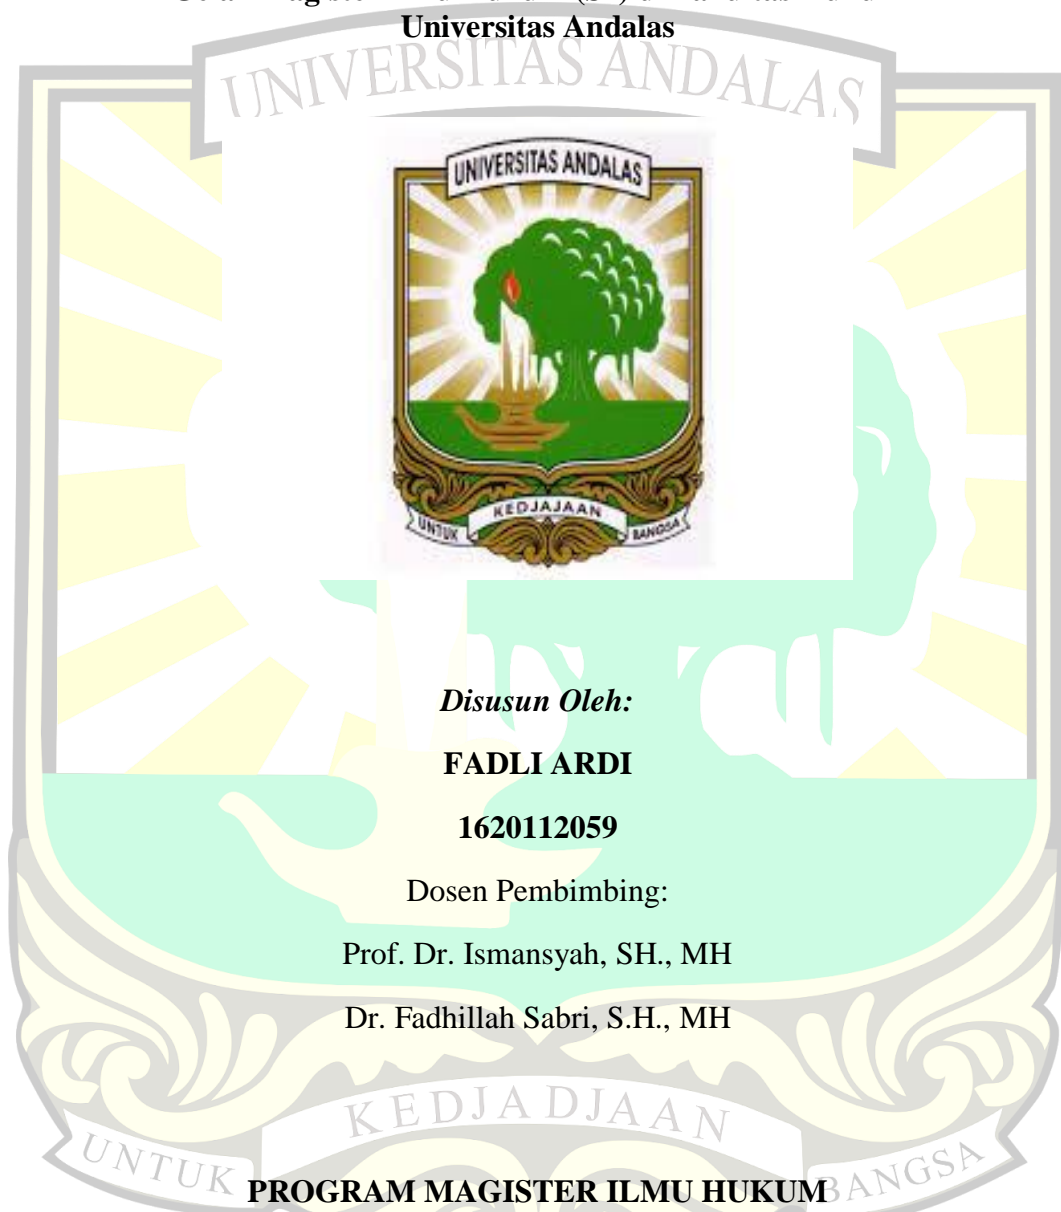 Universitas Andalas
UNIVERSITAS ANDALAS
UNIVERSITAS ANDALAS
UNTUK KEDJAJAAN BANGSA
Disusun Oleh:
FADLI ARDI
1620112059
Dosen Pembimbing:
Prof. Dr. Ismansyah, SH., MH
Dr. Fadhillah Sabri, S.H., MH
UNTUK KEDJADJAAN BANGSA
PROGRAM MAGISTER ILMU HUKUM